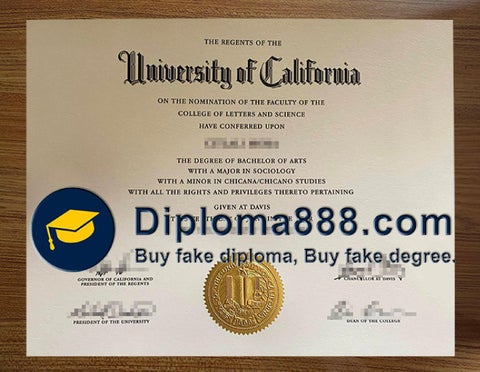 THE REGENTS OF THE
University of California
ON THE NOMINATION OF THE FACULTY OF THE
COLLEGE OF LETTERS AND SCIENCE
HAVE CONFERRED UPON
THE DEGREE OF BACHELOR OF ARTS
WITH A MAJOR IN SOCIOLOGY
WITH A MINOR IN CHICANA/CHICANO STUDIES
WITH ALL THE RIGHTS AND PRIVILEGES THERETO PERTAINING
GIVEN AT DAVIS
Diploma888.com
Buy fake diploma, Buy fake degree.
GOVERNOR OF CALIFORNIA AND
PRESIDENT OF THE REGENTS
CHANCELLOR AT DAVIS
PRESIDENT OF THE UNIVERSITY
DEAN OF THE COLLEGE